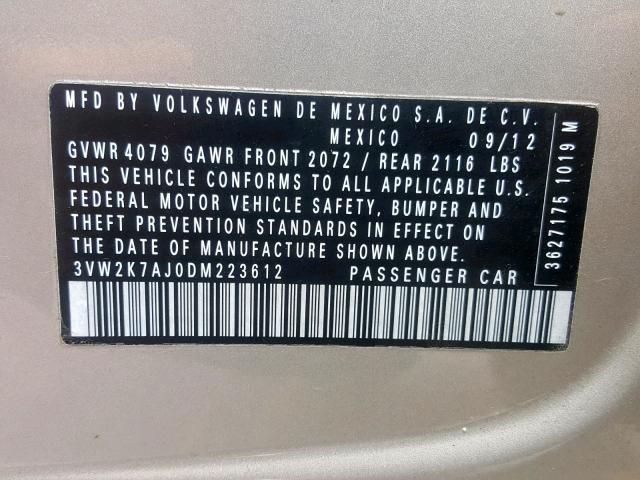 MFD BY VOLKSWAGEN DE MEXICO S.A. DE C.V.
MEXICO 09/12
GVWR 4079 GAWR FRONT 2072 / REAR 2116 LBS
THIS VEHICLE CONFORMS TO ALL APPLICABLE U.S.
FEDERAL MOTOR VEHICLE SAFETY, BUMPER AND
THEFT PREVENTION STANDARDS IN EFFECT ON
THE DATE OF MANUFACTURE SHOWN ABOVE.
3VW2K7AJ0DM223612 PASSENGER CAR
3627175 1019 M